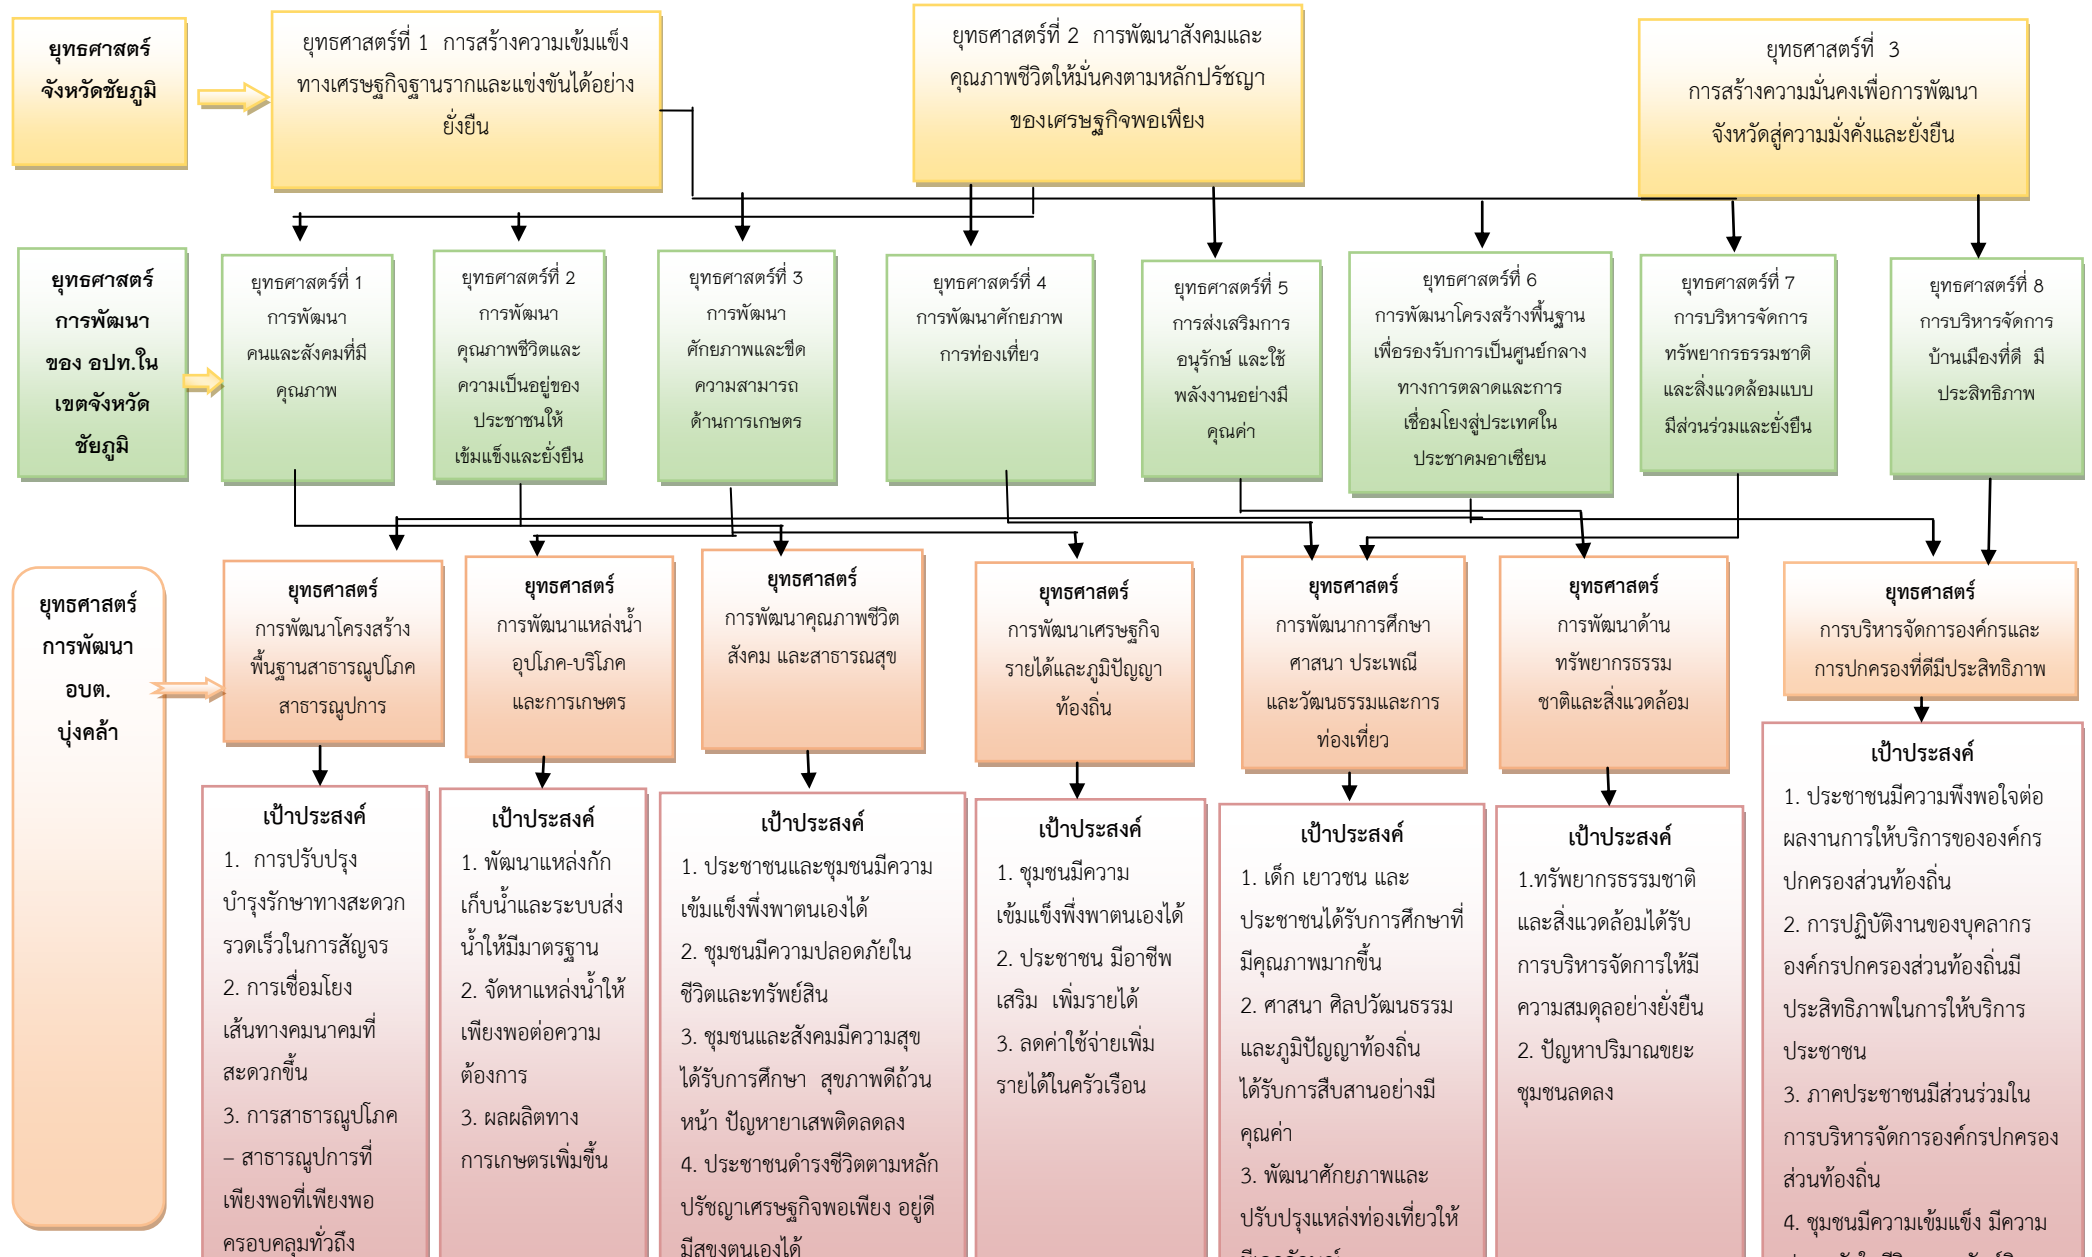 ยุทธศาสตร์
จังหวัดชัยภูมิ
ยุทธศาสตร์ที่ 1 การสร้างความเข้มแข็ง
ทางเศรษฐกิจฐานรากและแข่งขันได้อย่าง
ยั่งยืน
ยุทธศาสตร์ที่ 2 การพัฒนาสังคมและ
คุณภาพชีวิตให้มั่นคงตามหลักปรัชญา
ของเศรษฐกิจพอเพียง
ยุทธศาสตร์ที่ 3
การสร้างความมั่นคงเพื่อการพัฒนา
จังหวัดสู่ความมั่งคั่งและยั่งยืน
ยุทธศาสตร์
การพัฒนา
ของ อปท.ใน
เขตจังหวัด
ชัยภูมิ
ยุทธศาสตร์ที่ 1
การพัฒนา
คนและสังคมที่มี
คุณภาพ
ยุทธศาสตร์ที่ 2
การพัฒนา
คุณภาพชีวิตและ
ความเป็นอยู่ของ
ประชาชนให้
เข้มแข็งและยั่งยืน
ยุทธศาสตร์ที่ 3
การพัฒนา
ศักยภาพและขีด
ความสามารถ
ด้านการเกษตร
ยุทธศาสตร์ที่ 4
การพัฒนาศักยภาพ
การท่องเที่ยว
ยุทธศาสตร์ที่ 5
การส่งเสริมการ
อนุรักษ์ และใช้
พลังงานอย่างมี
คุณค่า
ยุทธศาสตร์ที่ 6
การพัฒนาโครงสร้างพื้นฐาน
เพื่อรองรับการเป็นศูนย์กลาง
ทางการตลาดและการ
เชื่อมโยงสู่ประเทศใน
ประชาคมอาเซียน
ยุทธศาสตร์ที่ 7
การบริหารจัดการ
ทรัพยากรธรรมชาติ
และสิ่งแวดล้อมแบบ
มีส่วนร่วมและยั่งยืน
ยุทธศาสตร์ที่ 8
การบริหารจัดการ
บ้านเมืองที่ดี มี
ประสิทธิภาพ
ยุทธศาสตร์
การพัฒนา
อบต.
บุ่งคล้า
ยุทธศาสตร์
การพัฒนาโครงสร้าง
พื้นฐานสาธารณูปโภค
สาธารณูปการ
ยุทธศาสตร์
การพัฒนาแหล่งน้ำ
อุปโภค-บริโภค
และการเกษตร
ยุทธศาสตร์
การพัฒนาคุณภาพชีวิต
สังคม และสาธารณสุข
ยุทธศาสตร์
การพัฒนาเศรษฐกิจ
รายได้และภูมิปัญญา
ท้องถิ่น
ยุทธศาสตร์
การพัฒนาการศึกษา
ศาสนา ประเพณี
และวัฒนธรรมและการ
ท่องเที่ยว
ยุทธศาสตร์
การพัฒนาด้าน
ทรัพยากรธรรม
ชาติและสิ่งแวดล้อม
ยุทธศาสตร์
การบริหารจัดการองค์กรและ
การปกครองที่ดีมีประสิทธิภาพ
เป้าประสงค์
1. การปรับปรุง
บำรุงรักษาทางสะดวก
รวดเร็วในการสัญจร
2. การเชื่อมโยง
เส้นทางคมนาคมที่
สะดวกขึ้น
3. การสาธารณูปโภค
– สาธารณูปการที่
เพียงพอที่เพียงพอ
ครอบคลุมทั่วถึง
เป้าประสงค์
1. พัฒนาแหล่งกัก
เก็บน้ำและระบบส่ง
น้ำให้มีมาตรฐาน
2. จัดหาแหล่งน้ำให้
เพียงพอต่อความ
ต้องการ
3. ผลผลิตทาง
การเกษตรเพิ่มขึ้น
เป้าประสงค์
1. ประชาชนและชุมชนมีความ
เข้มแข็งพึ่งพาตนเองได้
2. ชุมชนมีความปลอดภัยใน
ชีวิตและทรัพย์สิน
3. ชุมชนและสังคมมีความสุข
ได้รับการศึกษา สุขภาพดีถ้วน
หน้า ปัญหายาเสพติดลดลง
4. ประชาชนดำรงชีวิตตามหลัก
ปรัชญาเศรษฐกิจพอเพียง อยู่ดี
มีสุขตนเองได้
เป้าประสงค์
1. ชุมชนมีความ
เข้มแข็งพึ่งพาตนเองได้
2. ประชาชน มีอาชีพ
เสริม เพิ่มรายได้
3. ลดค่าใช้จ่ายเพิ่ม
รายได้ในครัวเรือน
เป้าประสงค์
1. เด็ก เยาวชน และ
ประชาชนได้รับการศึกษาที่
มีคุณภาพมากขึ้น
2. ศาสนา ศิลปวัฒนธรรม
และภูมิปัญญาท้องถิ่น
ได้รับการสืบสานอย่างมี
คุณค่า
3. พัฒนาศักยภาพและ
ปรับปรุงแหล่งท่องเที่ยวให้
เป้าประสงค์
1.ทรัพยากรธรรมชาติ
และสิ่งแวดล้อมได้รับ
การบริหารจัดการให้มี
ความสมดุลอย่างยั่งยืน
2. ปัญหาปริมาณขยะ
ชุมชนลดลง
เป้าประสงค์
1. ประชาชนมีความพึงพอใจต่อ
ผลงานการให้บริการขององค์กร
ปกครองส่วนท้องถิ่น
2. การปฏิบัติงานของบุคลากร
องค์กรปกครองส่วนท้องถิ่นมี
ประสิทธิภาพในการให้บริการ
ประชาชน
3. ภาคประชาชนมีส่วนร่วมใน
การบริหารจัดการองค์กรปกครอง
ส่วนท้องถิ่น
4. ชุมชนมีความเข้มแข็ง มีความ